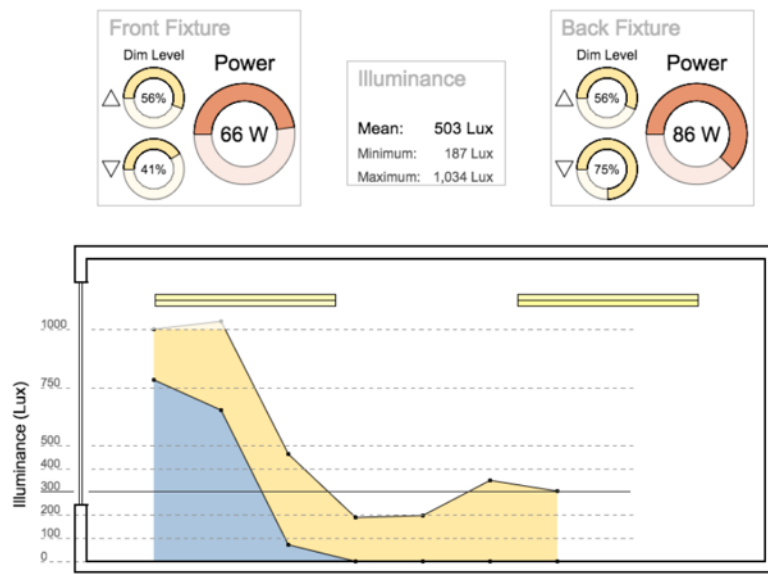 Front Fixture
Dim Level
Power
56%
66 W
41%
Illuminance
Mean: 503 Lux
Minimum: 187 Lux
Maximum: 1,034 Lux
Back Fixture
Dim Level
Power
56%
86 W
75%
Illuminance (Lux)
1000
750
500
400
300
200
100
0